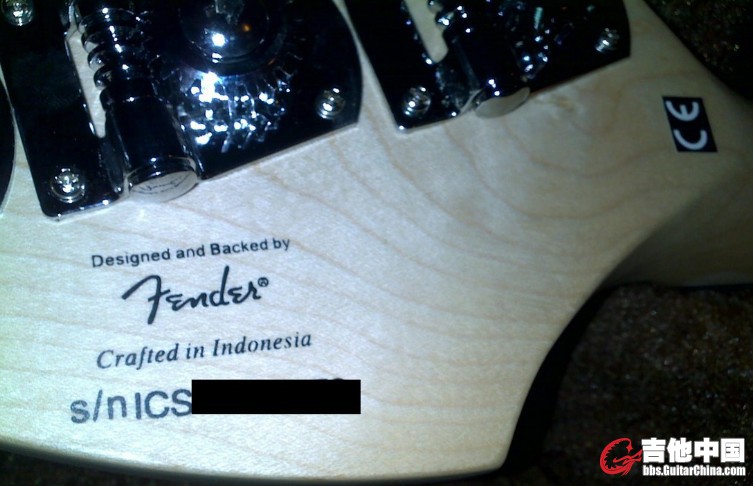 CE
Designed and Backed by
Fender®
Crafted in Indonesia
s/n ICS
吉他中国
bbs.GuitarChina.com